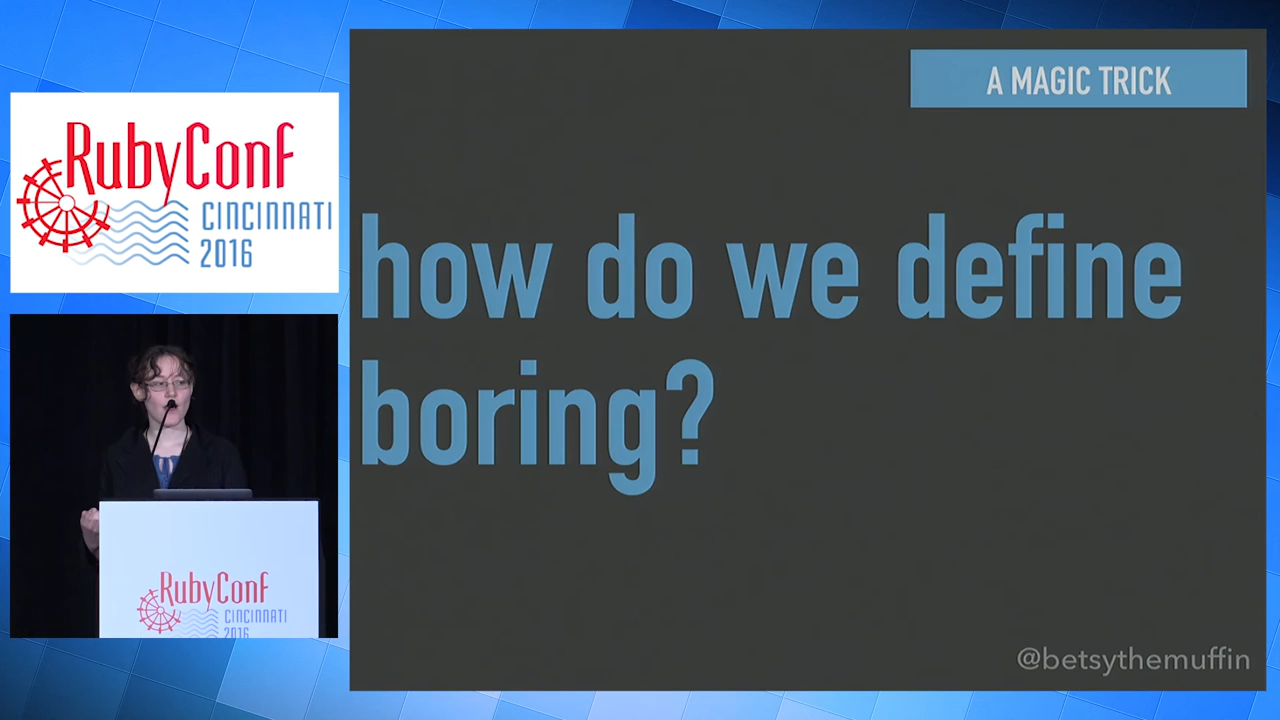 RubyConf
CINCINNATI
2016
A MAGIC TRICK
how do we define
boring?
@betsythemuffin
RubyConf
CINCINNATI
2016